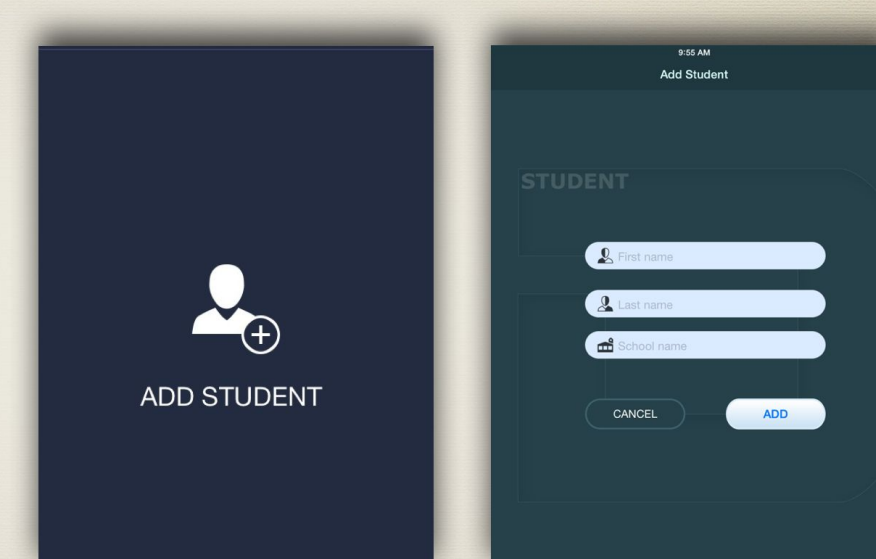 ADD STUDENT
9:55 AM
Add Student
STUDENT
First name
Last name
School name
CANCEL
ADD